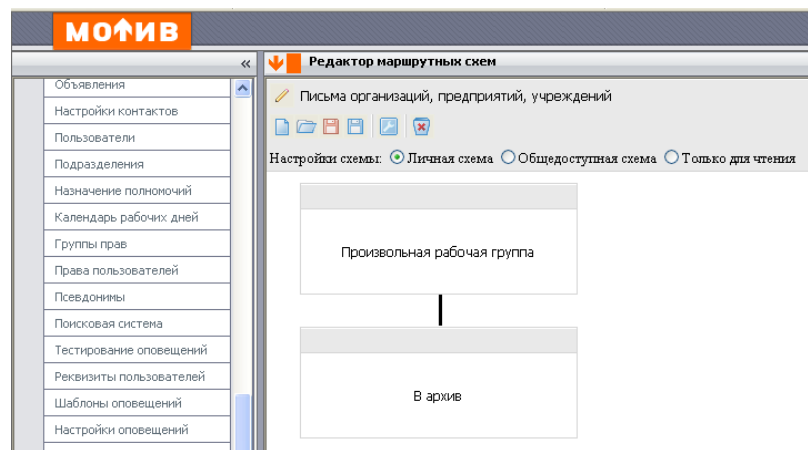 МОТИВ
«
Редактор маршрутных схем
Объявления
Настройки контактов
Пользователи
Подразделения
Назначение полномочий
Календарь рабочих дней
Группы прав
Права пользователей
Псевдонимы
Поисковая система
Тестирование оповещений
Реквизиты пользователей
Шаблоны оповещений
Настройки оповещений
Письма организаций, предприятий, учреждений
Настройки схемы: Личная схема Общедоступная схема Только для чтения
Произвольная рабочая группа
В архив